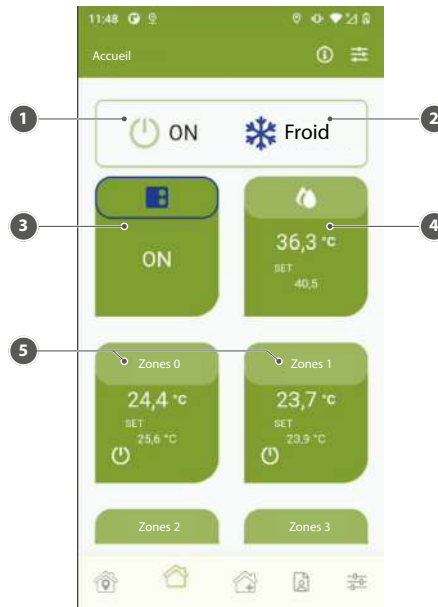 11:48
Accueil
1
2
ON
Froid
3
4
ON
36,3 °C
SET
40,5
5
Zones 0
Zones 1
24,4 °C
23,7 °C
SET
SET
25,6 °C
23,9 °C
Zones 2
Zones 3